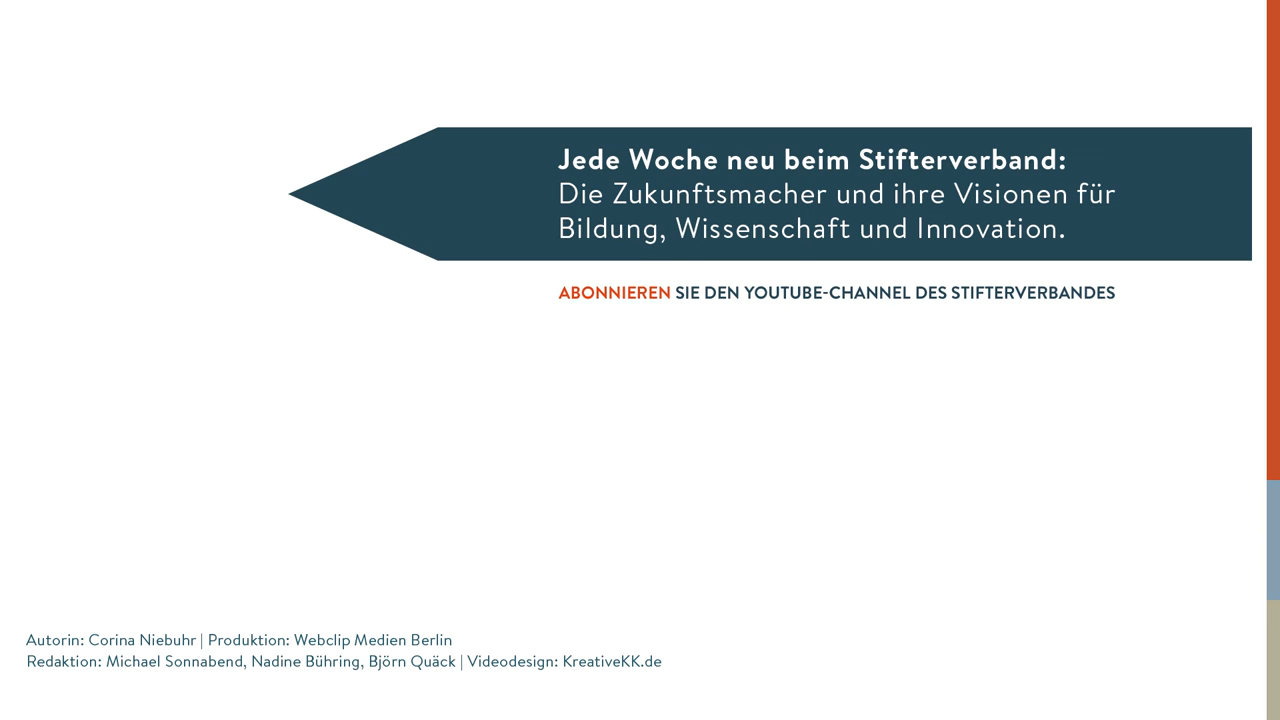 Jede Woche neu beim Stifterverband:
Die Zukunftsmacher und ihre Visionen für
Bildung, Wissenschaft und Innovation.
ABONNIEREN SIE DEN YOUTUBE-CHANNEL DES STIFTERVERBANDES
Autorin: Corina Niebuhr | Produktion: Webclip Medien Berlin
Redaktion: Michael Sonnabend, Nadine Bühring, Björn Quäck | Videodesign: KreativeKK.de